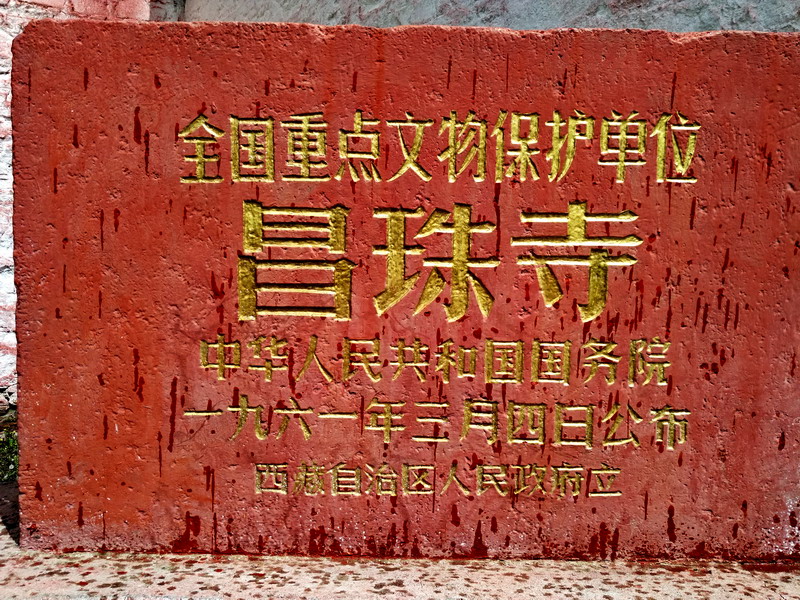 全国重点文物保护单位
昌珠寺
中华人民共和国国务院
一九六一年三月四日公布
西藏自治区人民政府立